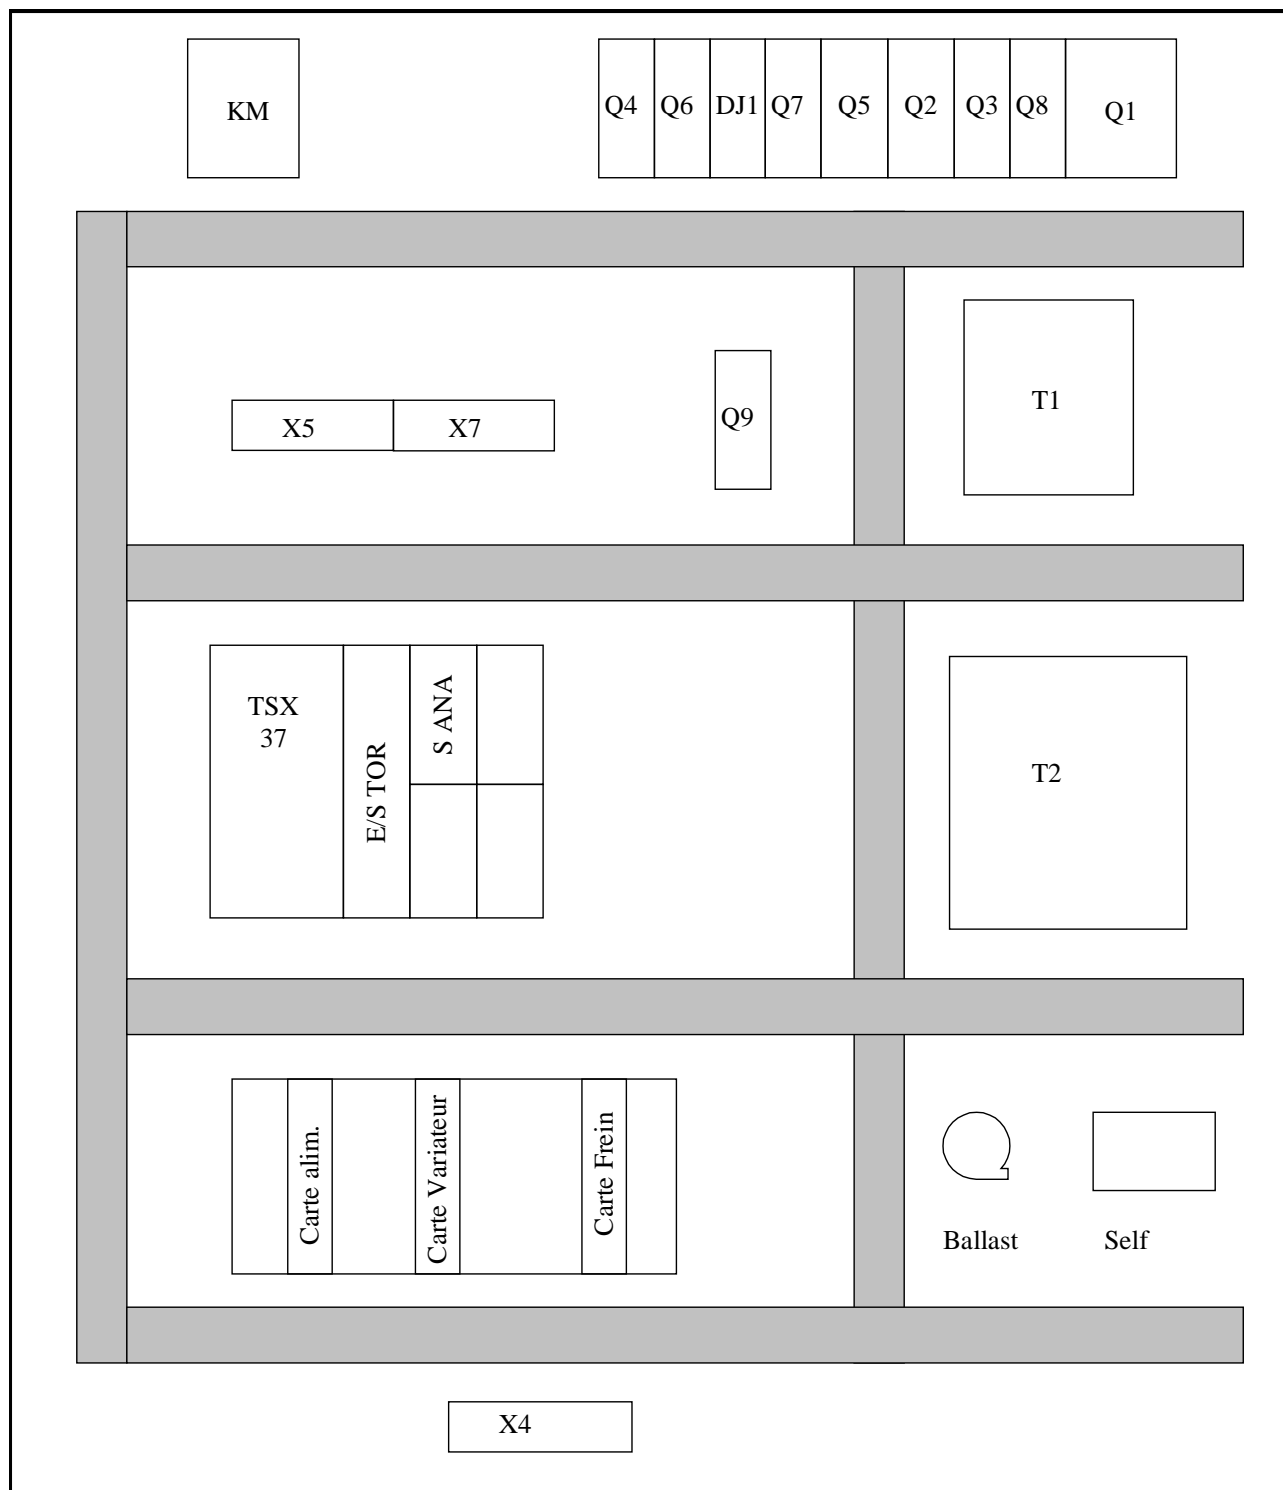 KM
Q4 Q6 DJ1 Q7 Q5 Q2 Q3 Q8 Q1
X5 X7
Q9
T1
TSX
37
E/S TOR
S ANA
T2
Carte alim.
Carte Variateur
Carte Frein
Ballast
Self
X4